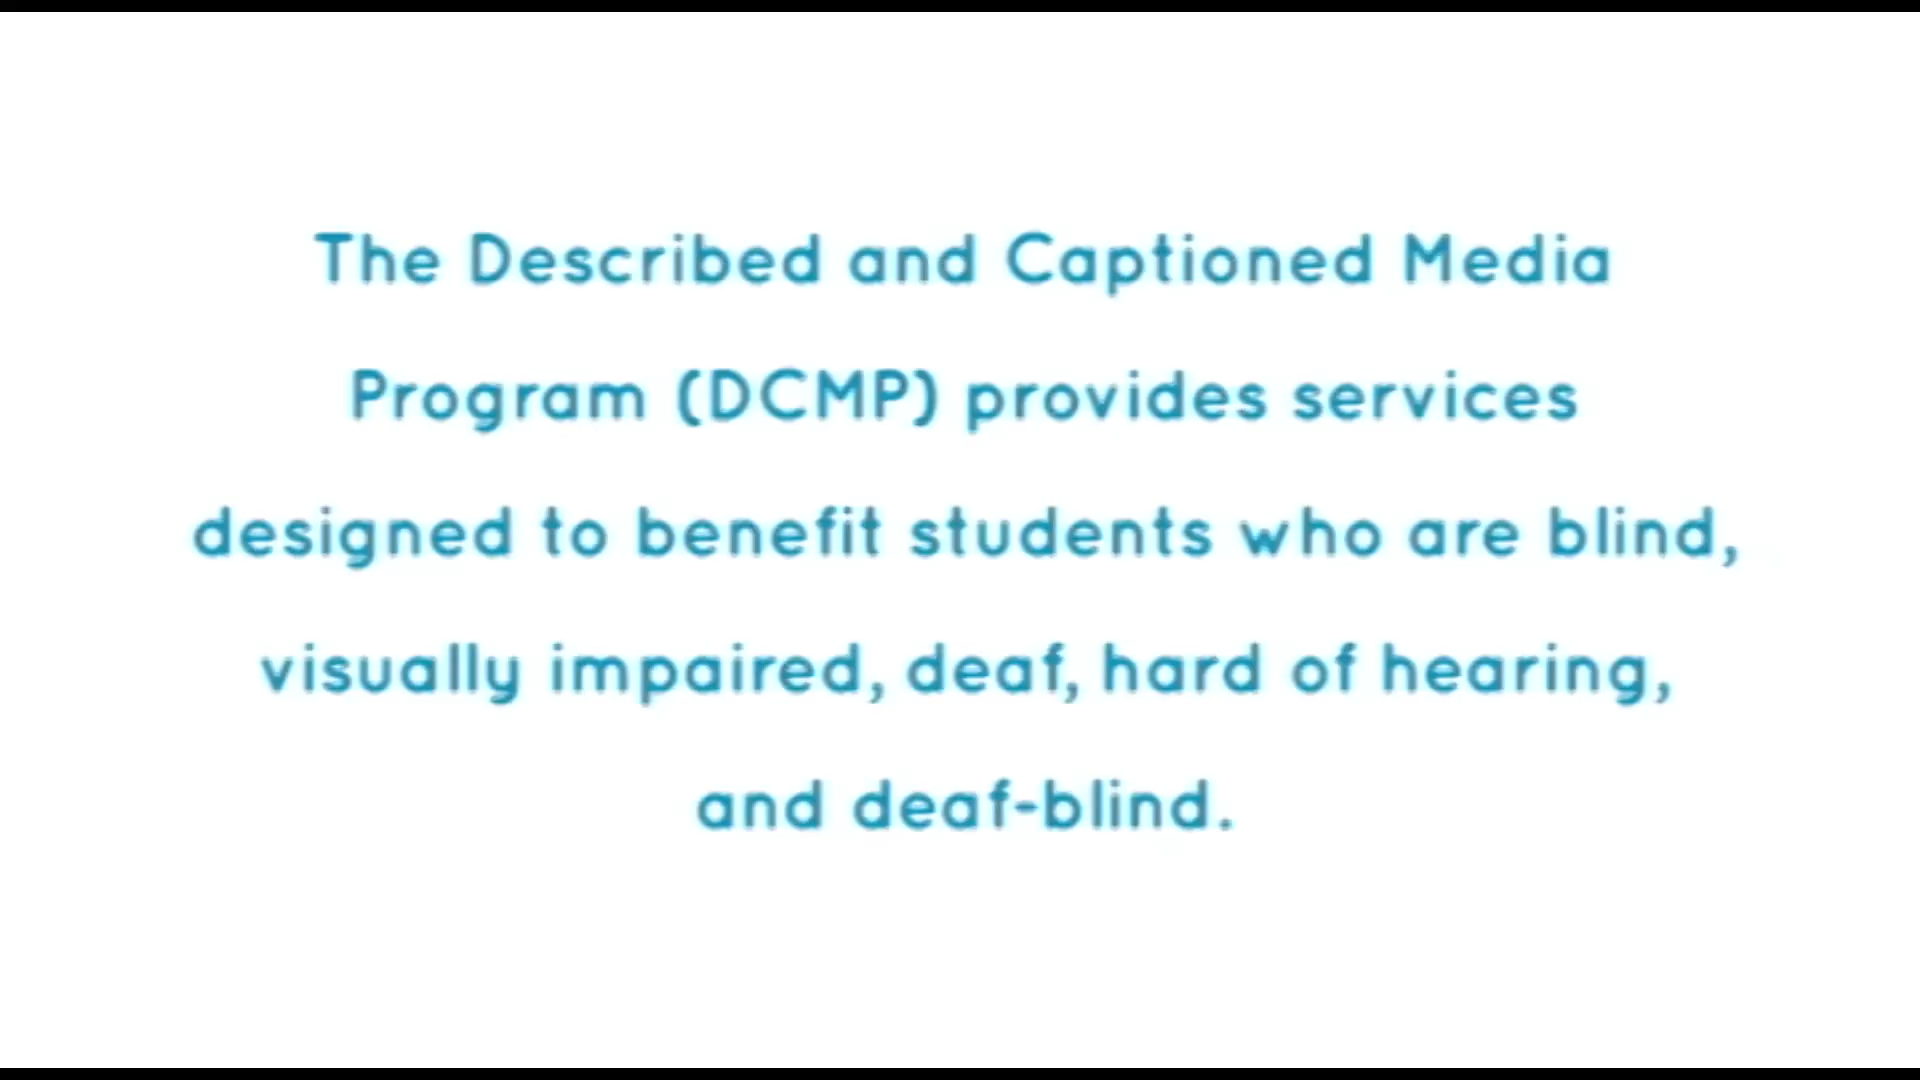 The Described and Captioned Media
Program (DCMP) provides services
designed to benefit students who are blind,
visually impaired, deaf, hard of hearing,
and deaf-blind.